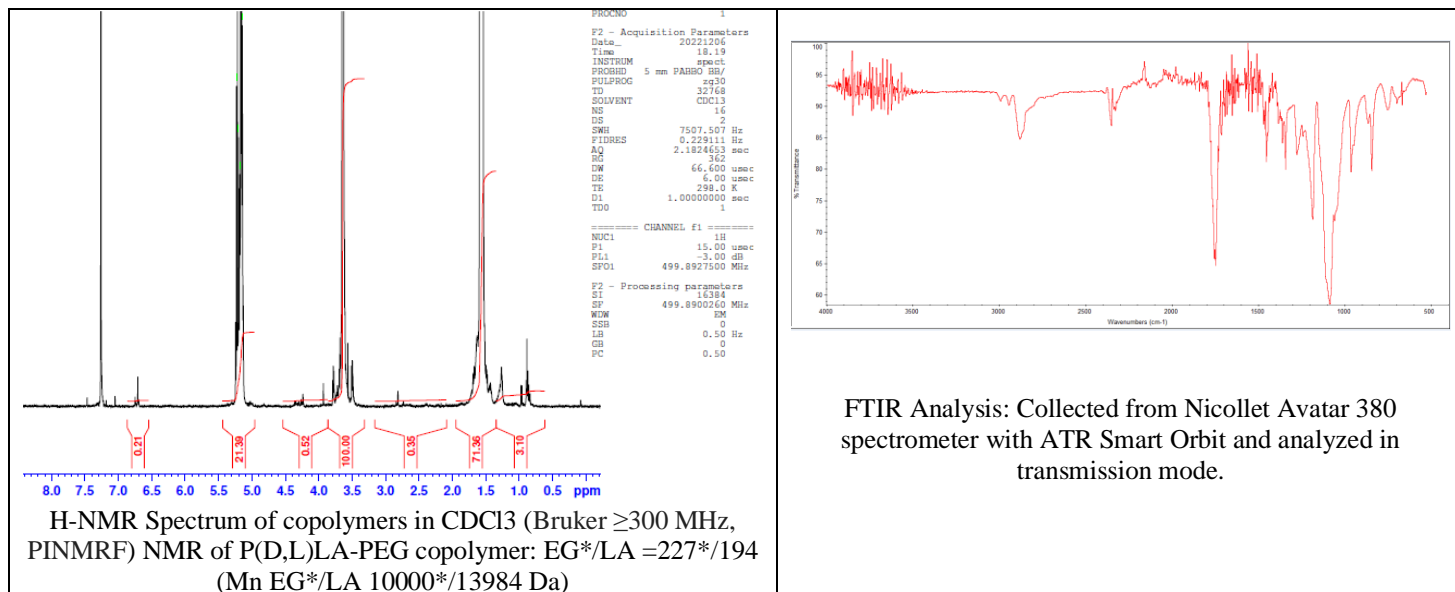 PROCNO 1
F2 - Acquisition Parameters
Date_ 20221206
Time 18.19
INSTRUM spect
PROBHD 5 mm PABBO BB/
PULPROG zg30
TD 32768
SOLVENT CDCl3
NS 16
DS 2
SWH 7507.507 Hz
FIDRES 0.229111 Hz
AQ 2.1824653 sec
RG 362
DW 66.600 usec
DE 6.00 usec
TE 298.0 K
D1 1.00000000 sec
TD0 1
======== CHANNEL f1 ========
NUC1 1H
P1 15.00 usec
PL1 -3.00 dB
SFO1 499.8927500 MHz
F2 - Processing parameters
SI 16384
SF 499.8900260 MHz
WDW EM
SSB 0
LB 0.50 Hz
GB 0
PC 0.50
0.21 21.39 0.52 100.00 0.35 71.36 3.10
8.0 7.5 7.0 6.5 6.0 5.5 5.0 4.5 4.0 3.5 3.0 2.5 2.0 1.5 1.0 0.5 ppm
H-NMR Spectrum of copolymers in CDCl3 (Bruker ≥300 MHz,
PINMRF) NMR of P(D,L)LA-PEG copolymer: EG*/LA =227*/194
(Mn EG*/LA 10000*/13984 Da)
100
95
90
85
80
75
70
65
60
% Transmittance
4000 3500 3000 2500 2000 1500 1000 500
Wavenumbers (cm-1)
FTIR Analysis: Collected from Nicollet Avatar 380
spectrometer with ATR Smart Orbit and analyzed in
transmission mode.